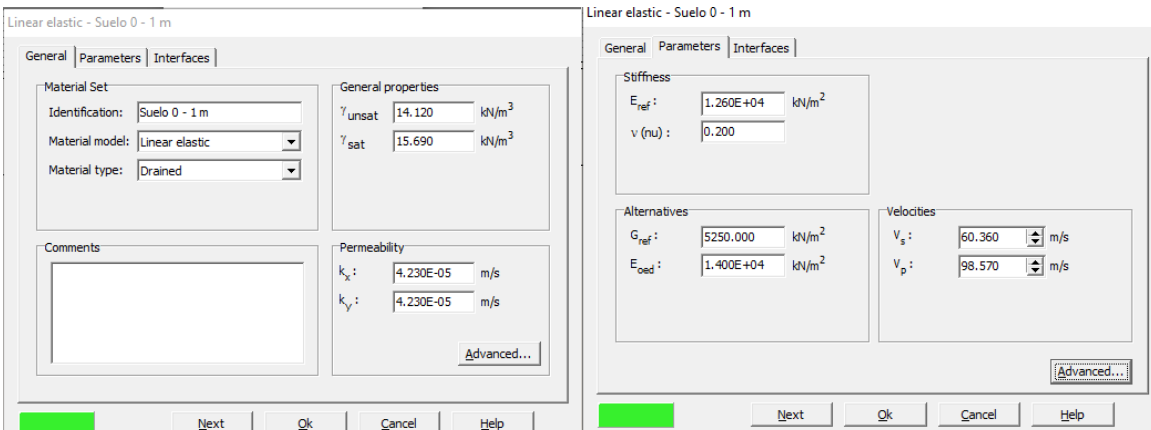 Linear elastic - Suelo 0 - 1 m
General Parameters Interfaces
Material Set
Identification: Suelo 0 - 1 m
Material model: Linear elastic
Material type: Drained
General properties
γunsat 14.120 kN/m3
γsat 15.690 kN/m3
Comments
Permeability
kx: 4.230E-05 m/s
ky: 4.230E-05 m/s
Advanced...
Next Ok Cancel Help
Linear elastic - Suelo 0 - 1 m
General Parameters Interfaces
Stiffness
Eref: 1.260E+04 kN/m2
ν (nu) : 0.200
Alternatives
Gref: 5250.000 kN/m2
Eoed: 1.400E+04 kN/m2
Velocities
Vs: 60.360 m/s
Vp: 98.570 m/s
Advanced...
Next Ok Cancel Help